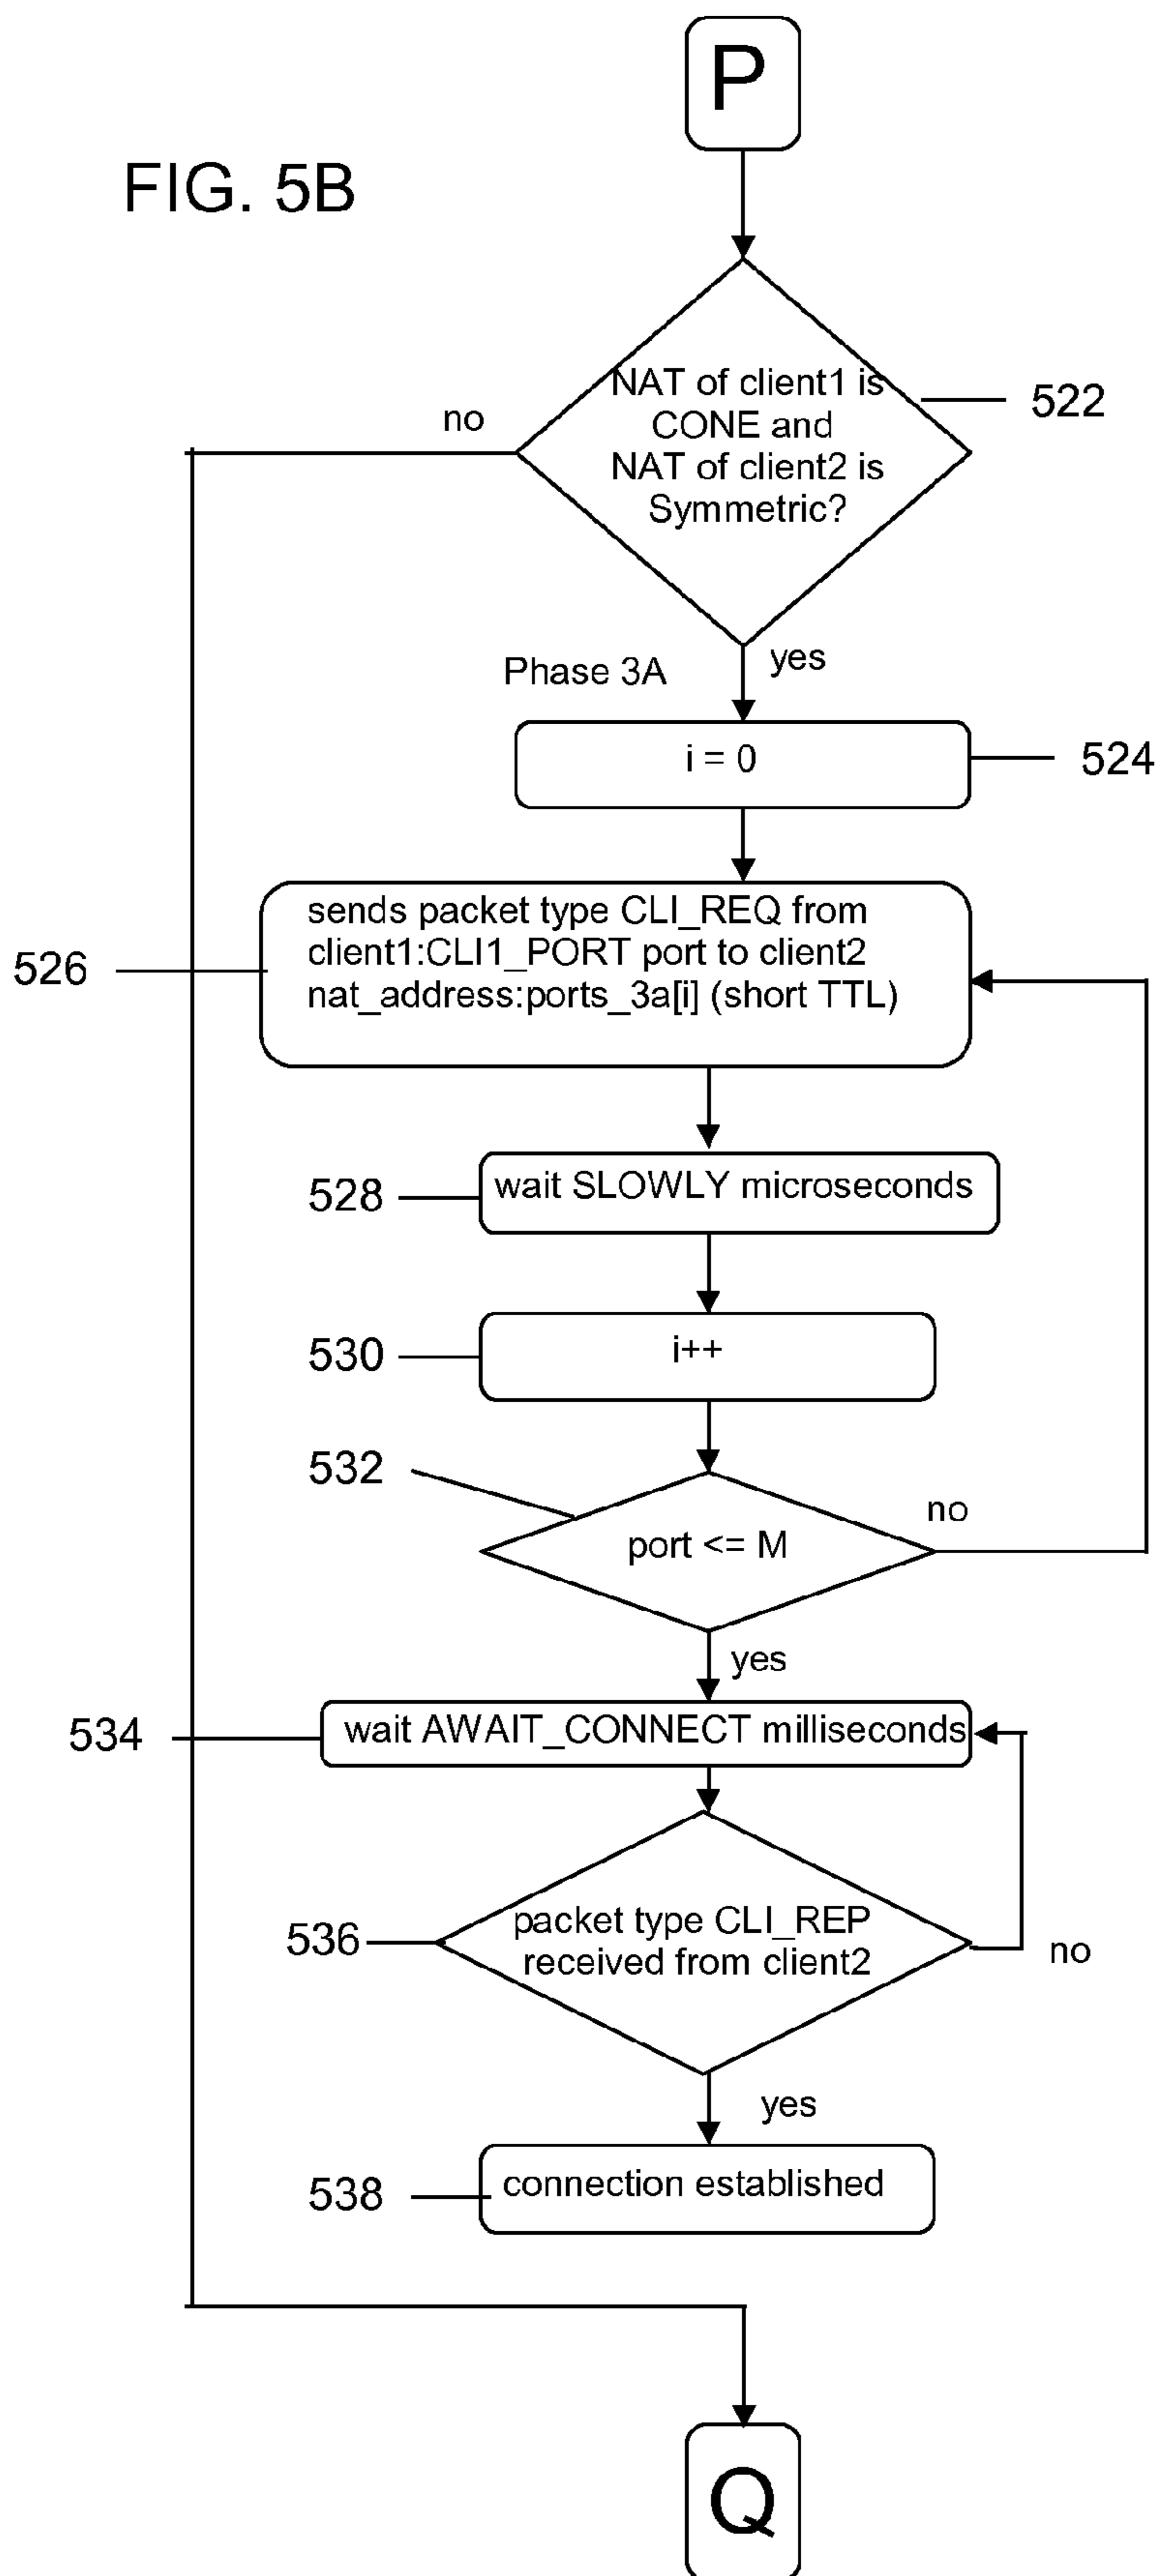 P
FIG. 5B
NAT of client1 is
CONE and
NAT of client2 is
Symmetric?
522
no
yes
Phase 3A
i = 0
524
sends packet type CLI_REQ from
client1:CLI1_PORT port to client2
nat_address:ports_3a[i] (short TTL)
526
wait SLOWLY microseconds
528
i++
530
532
port <= M
no
yes
534
wait AWAIT_CONNECT milliseconds
536
packet type CLI_REP
received from client2
no
yes
538
connection established
Q